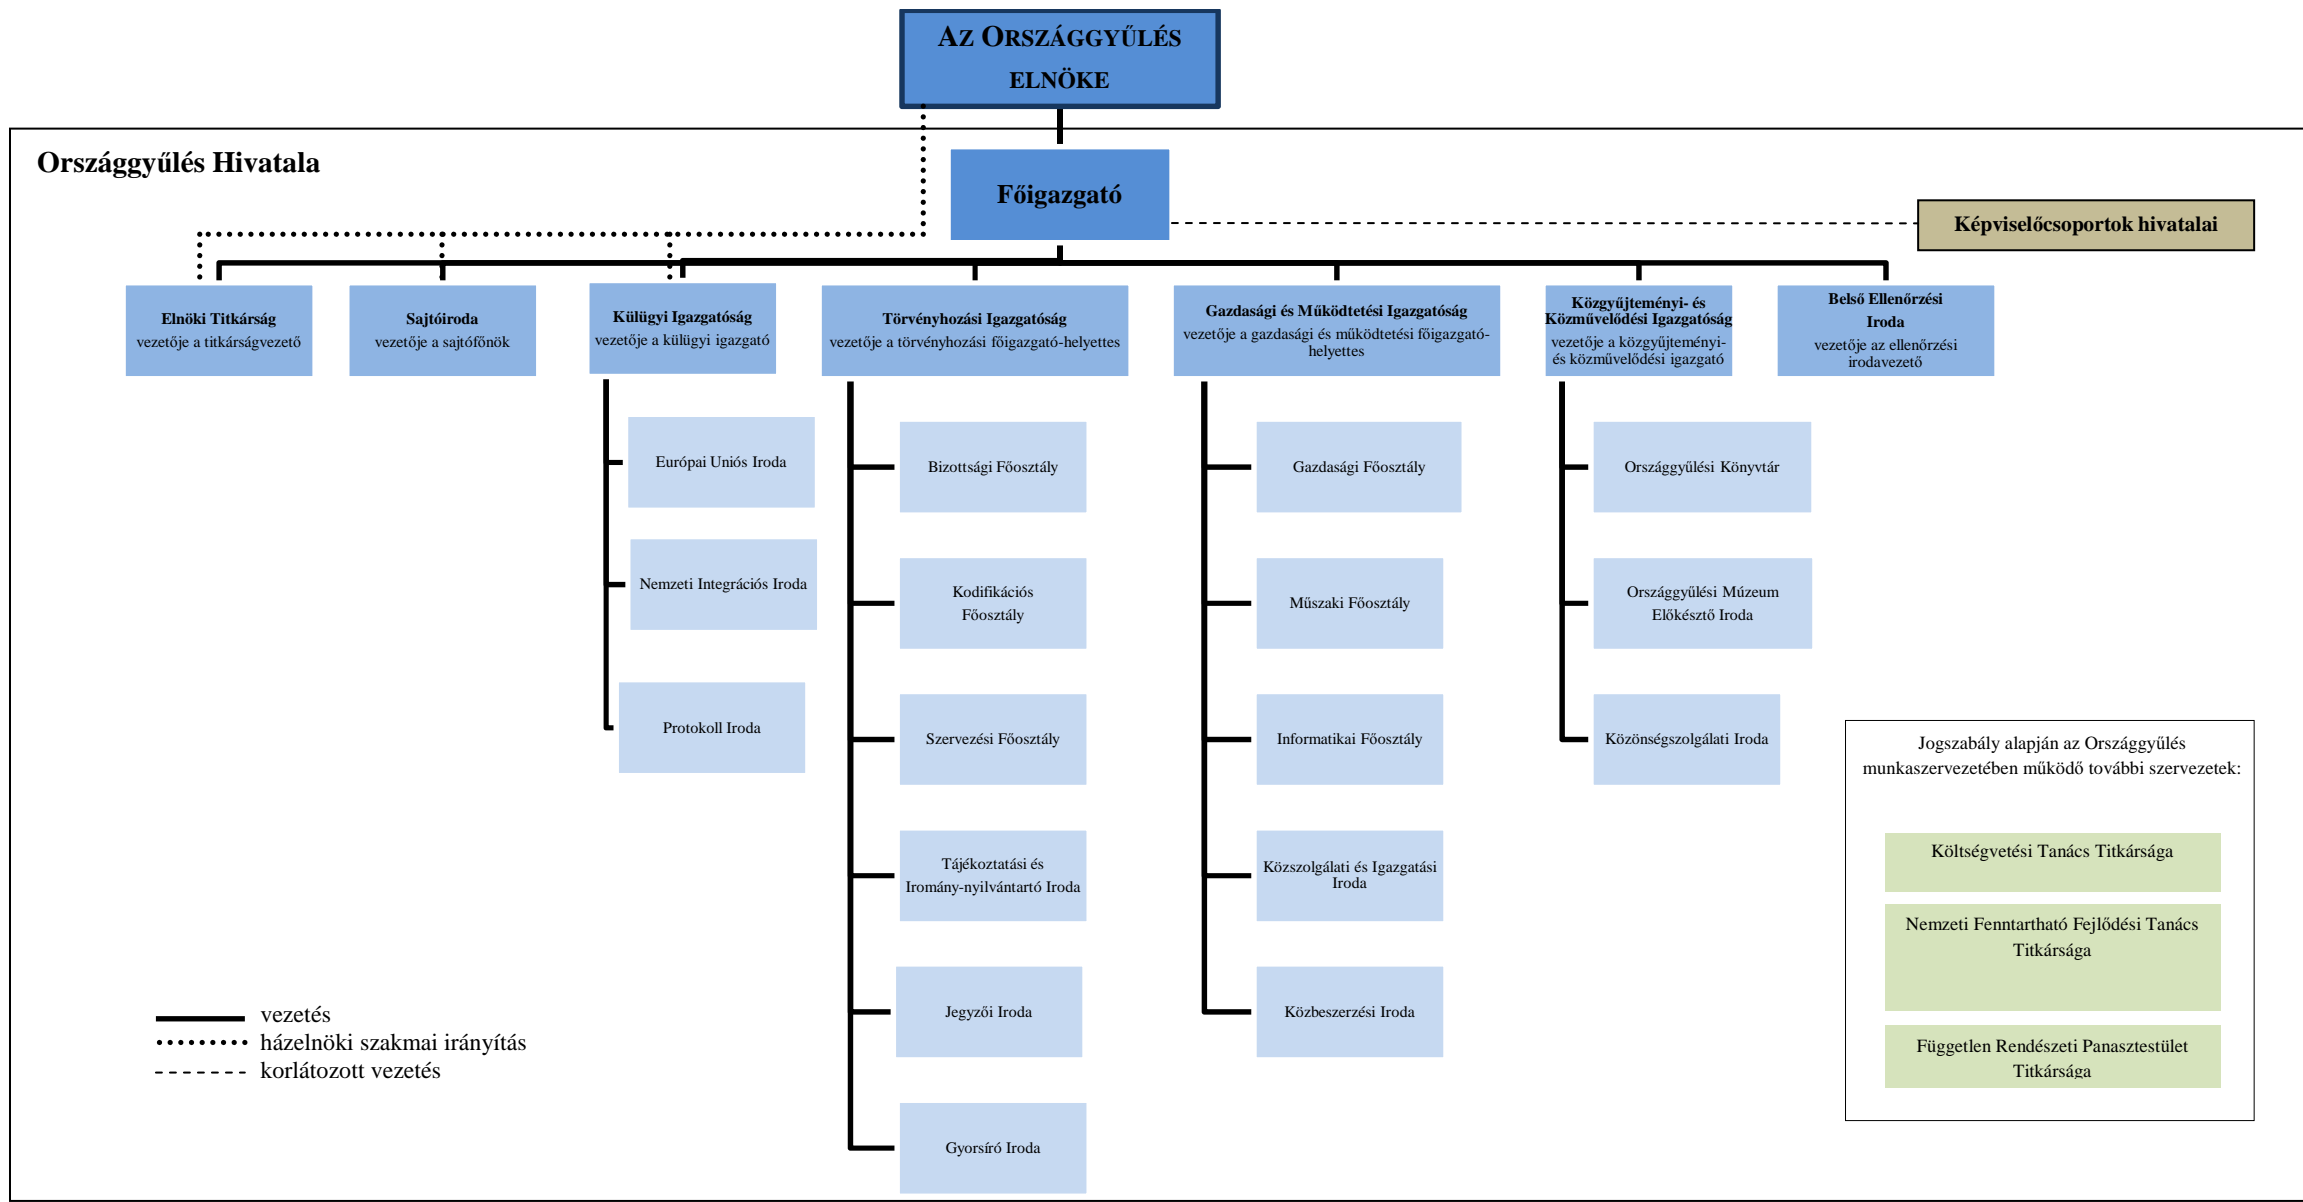 AZ ORSZÁGGYŰLÉS
ELNÖKE
Országgyűlés Hivatala
Főigazgató
Képviselőcsoportok hivatalai
Elnöki Titkárság
vezetője a titkárságvezető
Sajtóiroda
vezetője a sajtófőnök
Külügyi Igazgatóság
vezetője a külügyi igazgató
Törvényhozási Igazgatóság
vezetője a törvényhozási főigazgató-helyettes
Gazdasági és Működtetési Igazgatóság
vezetője a gazdasági és működtetési főigazgató-
helyettes
Közgyűjteményi- és
Közművelődési Igazgatóság
vezetője a közgyűjteményi-
és közművelődési igazgató
Belső Ellenőrzési
Iroda
vezetője az ellenőrzési
irodavezető
Európai Uniós Iroda
Nemzeti Integrációs Iroda
Protokoll Iroda
Bizottsági Főosztály
Kodifikációs
Főosztály
Szervezési Főosztály
Tájékoztatási és
Iromány-nyilvántartó Iroda
Jegyzői Iroda
Gyorsíró Iroda
Gazdasági Főosztály
Műszaki Főosztály
Informatikai Főosztály
Közszolgálati és Igazgatási
Iroda
Közbeszerzési Iroda
Országgyűlési Könyvtár
Országgyűlési Múzeum
Előkésztő Iroda
Közönségszolgálati Iroda
Jogszabály alapján az Országgyűlés
munkaszervezetében működő további szervezetek:
Költségvetési Tanács Titkársága
Nemzeti Fenntartható Fejlődési Tanács
Titkársága
Független Rendészeti Panasztestület
Titkársága
vezetés
házelnöki szakmai irányítás
korlátozott vezetés